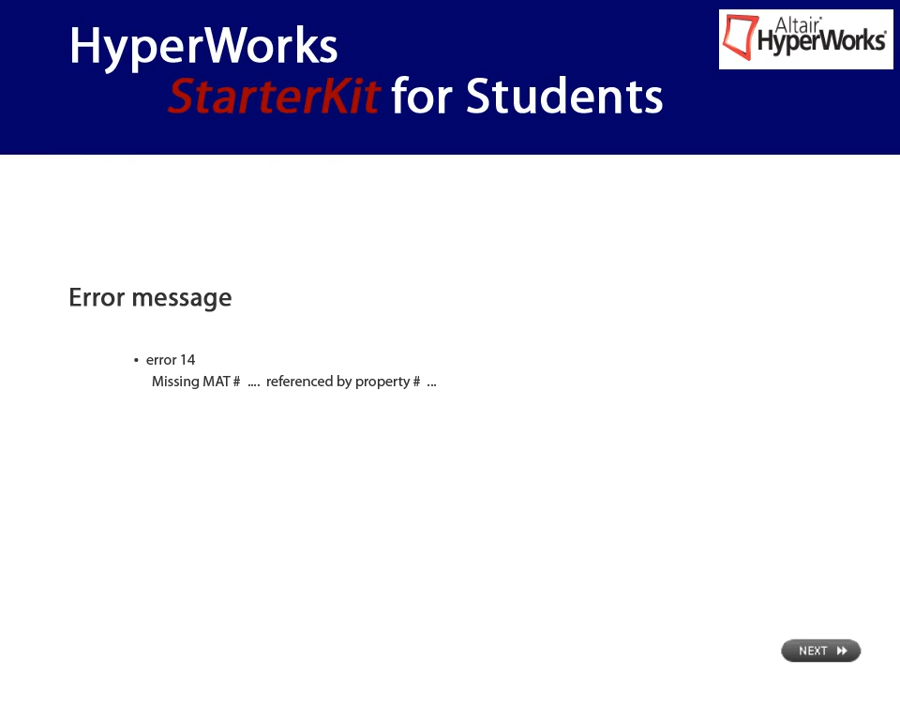 HyperWorks
StarterKit for Students
Altair®
HyperWorks®
Error message
• error 14
Missing MAT # .... referenced by property # ...
NEXT